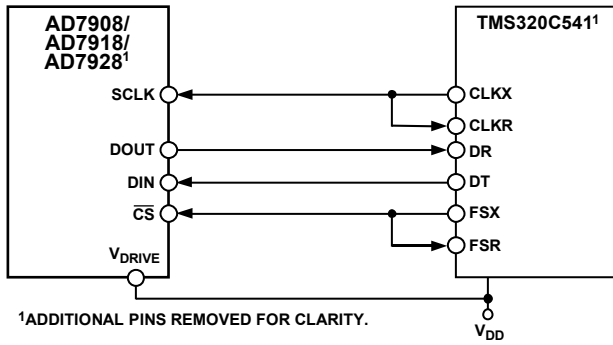 AD7908/
AD7918/
AD7928¹
TMS320C541¹
SCLK
CLKX
CLKR
DOUT
DR
DIN
DT
C̅S̅
FSX
FSR
VDRIVE
¹ADDITIONAL PINS REMOVED FOR CLARITY.
VDD